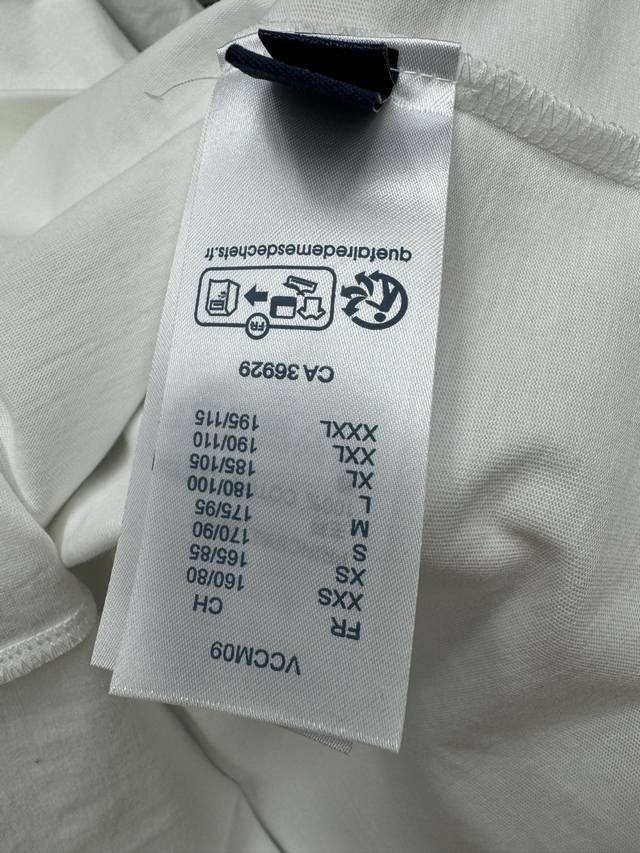 VCCM09
FR CH
XXS 160/80
XS 165/85
S 170/90
M 175/95
L 180/100
XL 185/105
XXL 190/110
XXXL 195/115
CA 36929
FR
quefairedemesdechets.fr